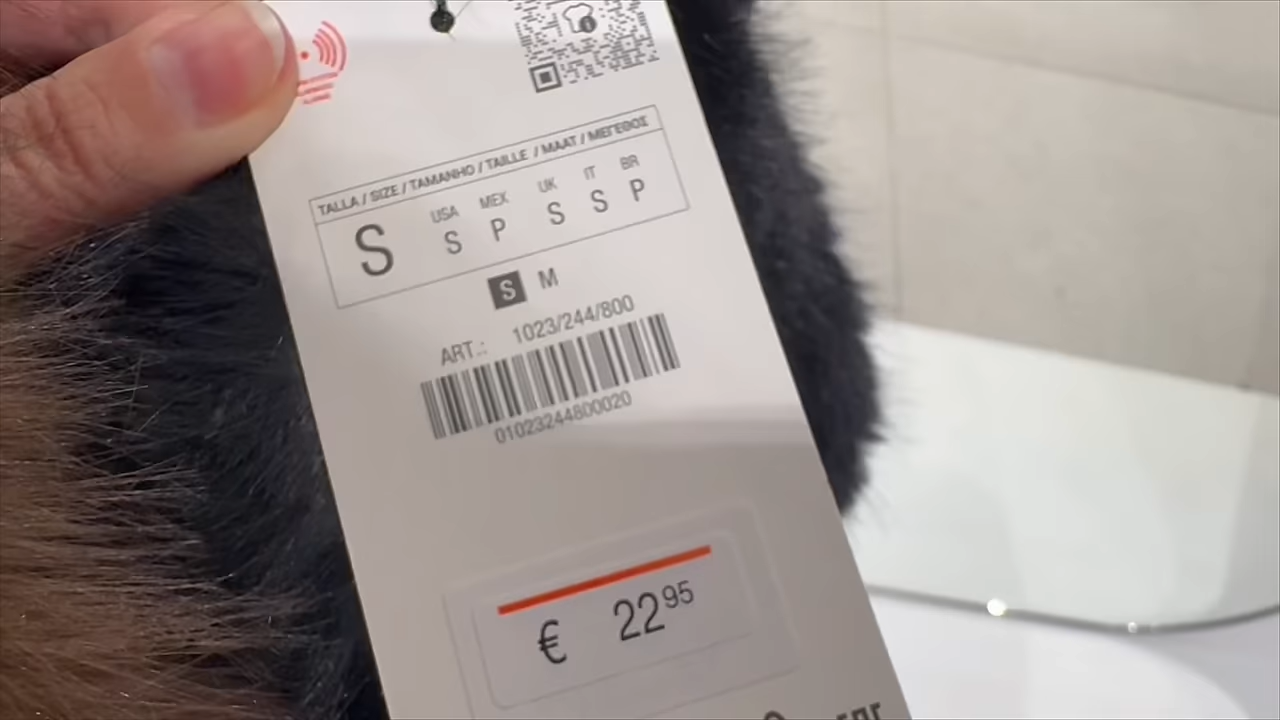 TALLA / SIZE / TAMANHO / TAILLE / MAAT / ΜΕΓΕΘΟΣ
USA MEX UK IT BR
S S P S S P
S M
ART.: 1023/244/800
01023244800020
€ 22 95